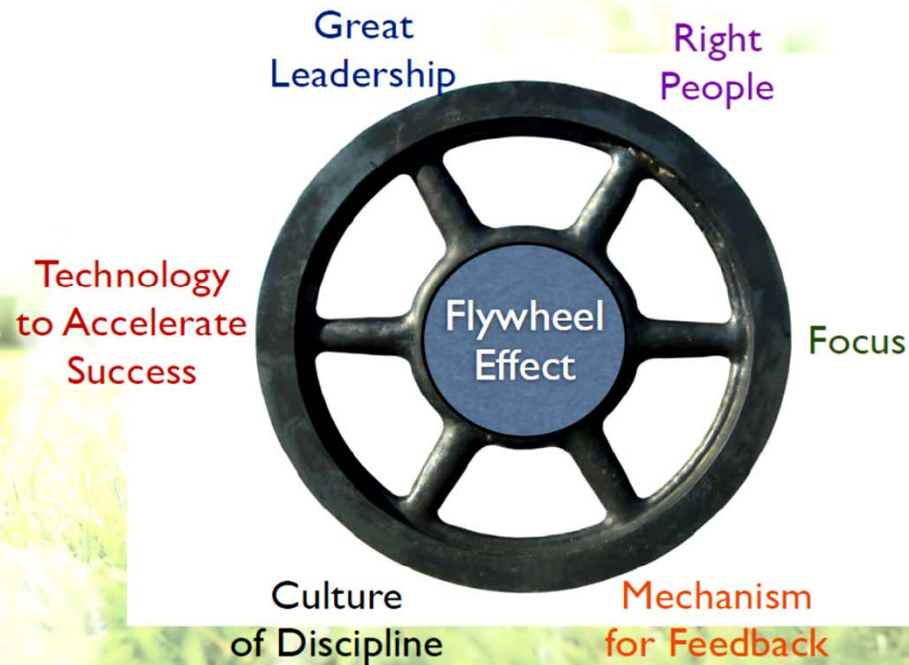 Great
Leadership
Right
People
Technology
to Accelerate
Success
Flywheel
Effect
Focus
Culture
of Discipline
Mechanism
for Feedback